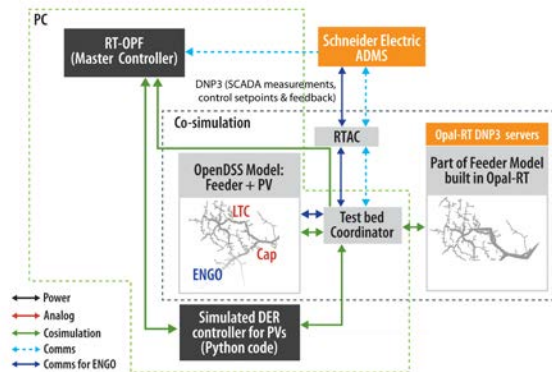 PC
RT-OPF
(Master Controller)
Schneider Electric
ADMS
DNP3 (SCADA measurements,
control setpoints & feedback)
Co-simulation
RTAC
Opal-RT DNP3 servers
OpenDSS Model:
Feeder + PV
LTC
Cap
ENGO
Test bed
Coordinator
Part of Feeder Model
built in Opal-RT
Simulated DER
controller for PVs
(Python code)
Power
Analog
Cosimulation
Comms
Comms for ENGO